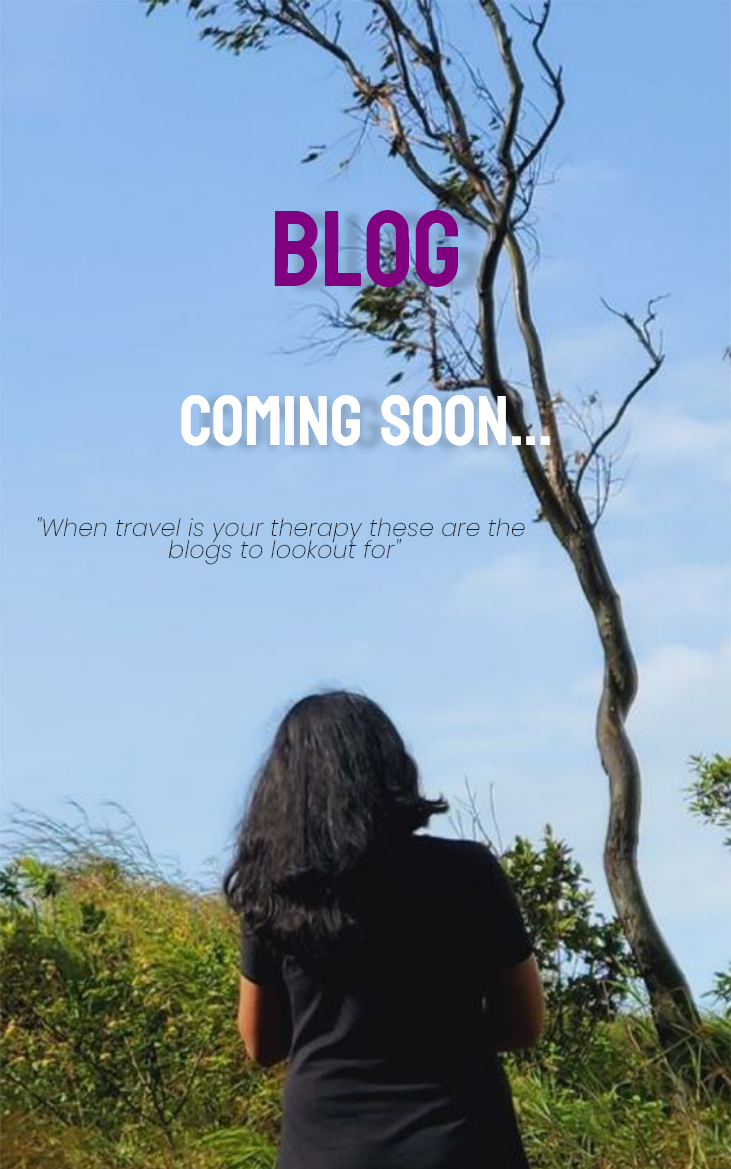 BLOG
COMING SOON...
"When travel is your therapy these are the
blogs to lookout for"